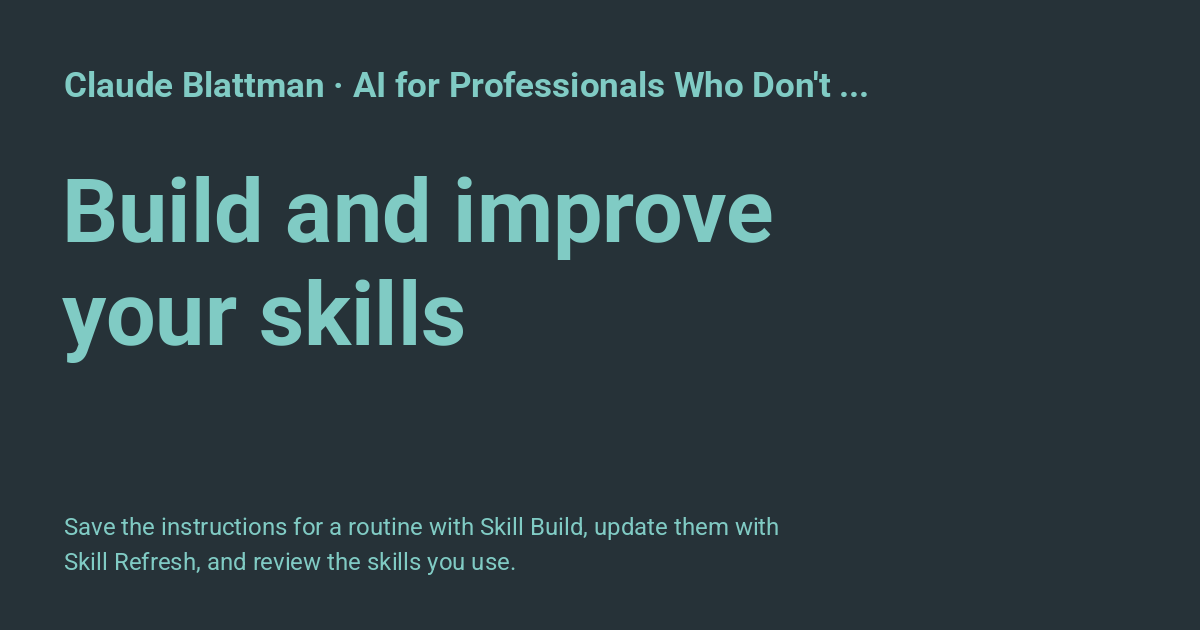 Claude Blattman · AI for Professionals Who Don't ...
Build and improve
your skills
Save the instructions for a routine with Skill Build, update them with
Skill Refresh, and review the skills you use.